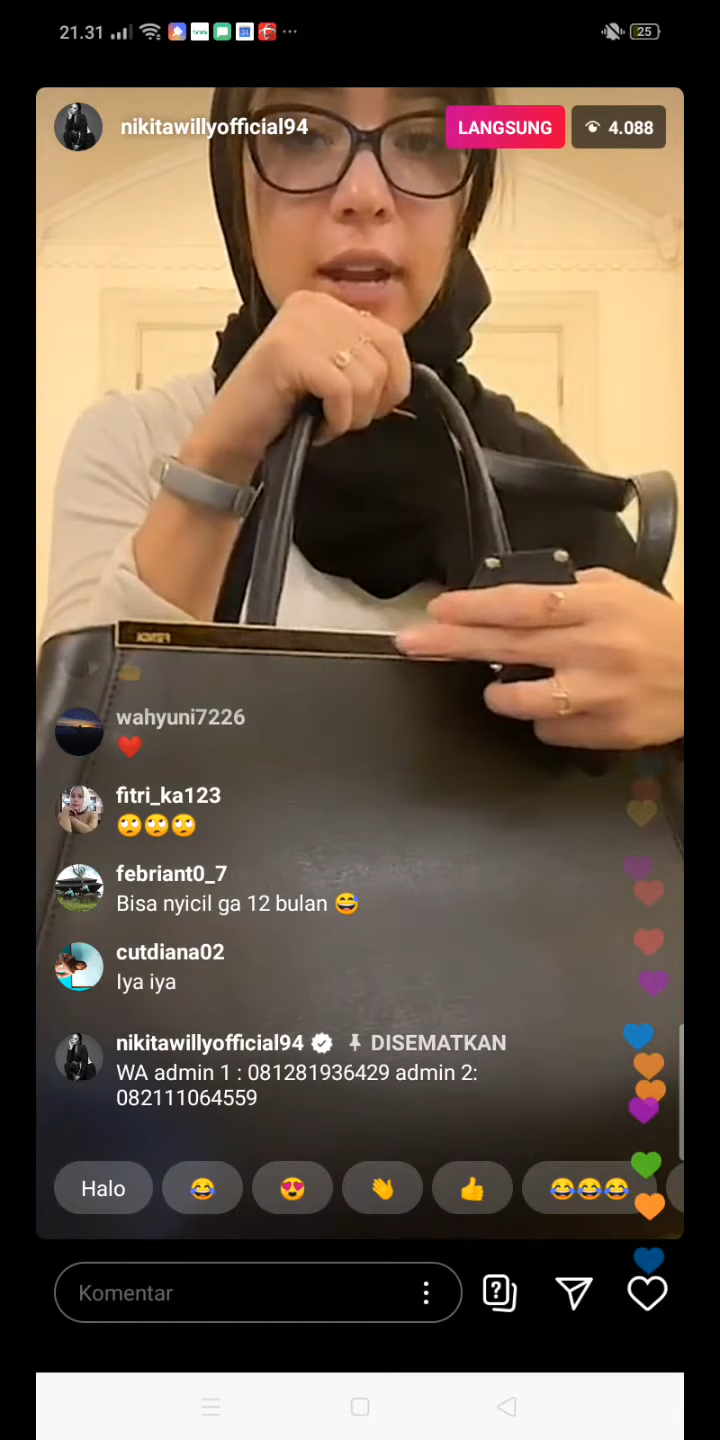 21.31
25
nikitawillyofficial94
LANGSUNG
4.088
FENDI
wahyuni7226
❤️
fitri_ka123
🙄🙄🙄
febriant0_7
Bisa nyicil ga 12 bulan 😅
cutdiana02
Iya iya
nikitawillyofficial94 DISEMATKAN
WA admin 1 : 081281936429 admin 2:
082111064559
Halo 😂 😍 👋 👍 😂😂😂
Komentar